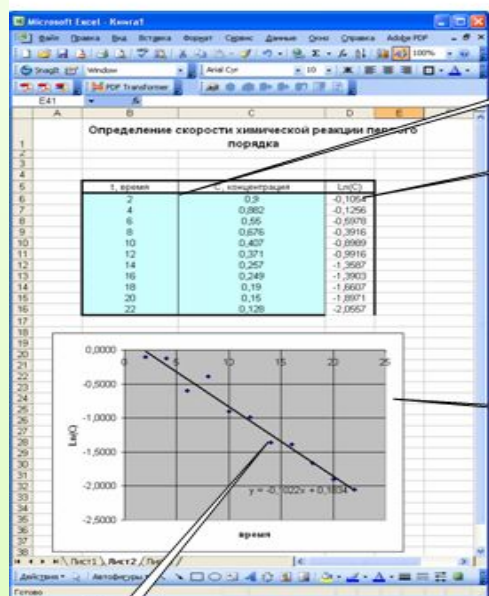 Microsoft Excel - Книга1
Файл Правка Вид Вставка Формат Сервис Данные Окно Справка Adobe PDF
100%
SnagIt Window Arial Cyr 10
PDF Transformer
E41 fx
A B C D E
Определение скорости химической реакции первого порядка
t, время С, концентрация Ln(C)
2 0,9 -0,1054
4 0,882 -0,1256
6 0,55 -0,5978
8 0,676 -0,3916
10 0,407 -0,8989
12 0,371 -0,9916
14 0,257 -1,3587
16 0,249 -1,3903
18 0,19 -1,6607
20 0,15 -1,8971
22 0,128 -2,0557
0,0000
0 5 10 15 20 25
-0,5000
-1,0000
-1,5000
-2,0000
-2,5000
Ln(C)
y = -0,1022x + 0,1834
время
Лист1 Лист2
Действия Автофигуры
Готово